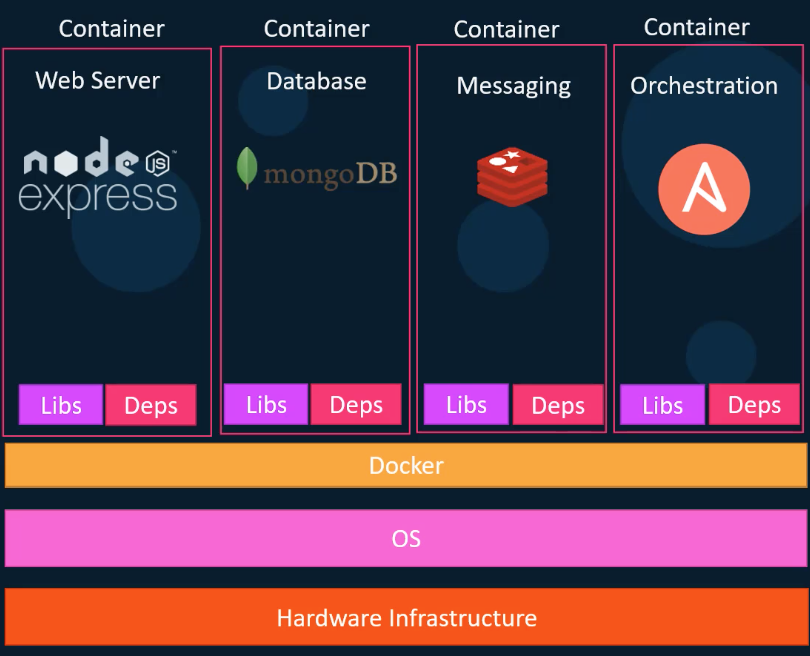 Container
Web Server
node JS ™
express
Libs Deps
Container
Database
mongoDB
Libs Deps
Container
Messaging
Libs Deps
Container
Orchestration
A
Libs Deps
Docker
OS
Hardware Infrastructure